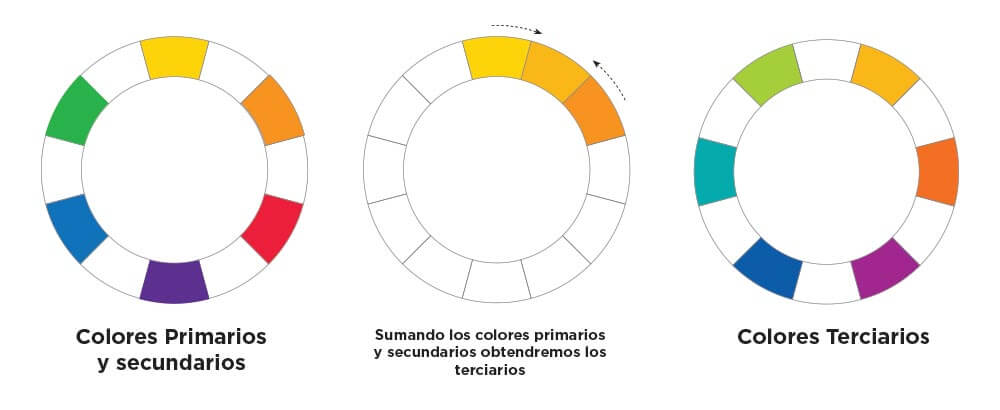 Colores Primarios
y secundarios
Sumando los colores primarios
y secundarios obtendremos los
terciarios
Colores Terciarios